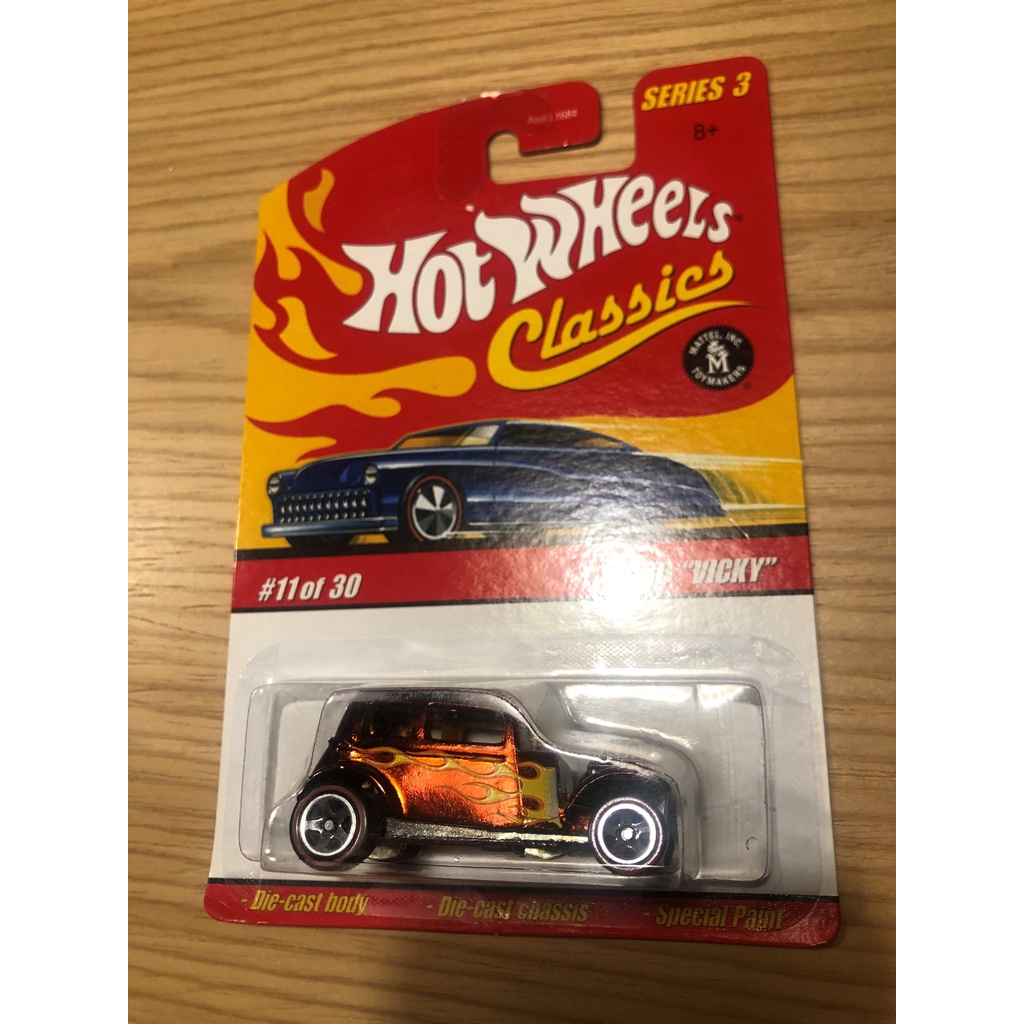 SERIES 3
8+
Hot Wheels
Classics
MATTEL, INC.
M
TOYMAKERS
®
#11 of 30
"VICKY"
- Die-cast body - Die-cast chassis - Special Paint